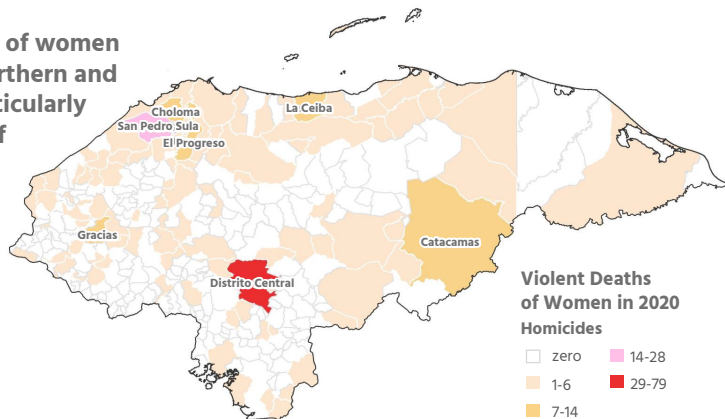 of women
rthern and
ticularly
f
Choloma
San Pedro Sula
El Progreso
La Ceiba
Gracias
Catacamas
Distrito Central
Violent Deaths
of Women in 2020
Homicides
zero
1-6
7-14
14-28
29-79